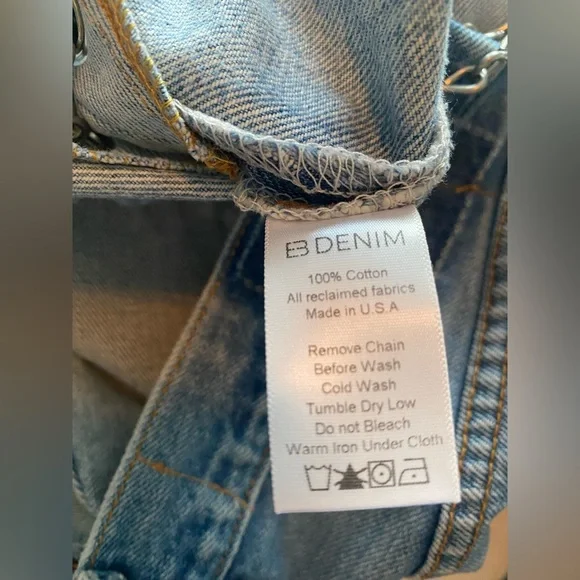 EB DENIM
100% Cotton
All reclaimed fabrics
Made in U.S.A
Remove Chain
Before Wash
Cold Wash
Tumble Dry Low
Do not Bleach
Warm Iron Under Cloth